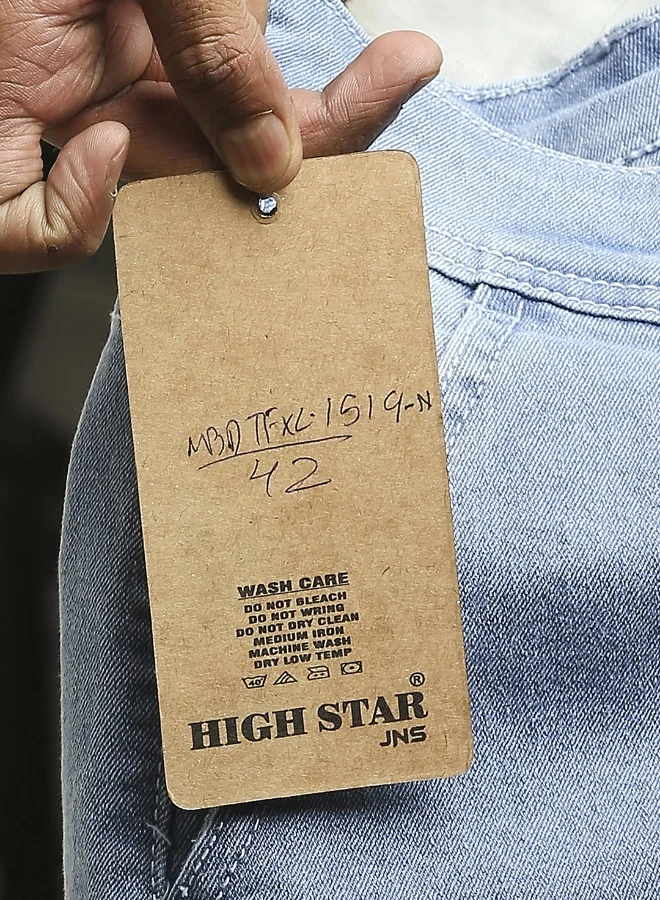 MBD TF-XL-1519-N
42
WASH CARE
DO NOT BLEACH
DO NOT WRING
DO NOT DRY CLEAN
MEDIUM IRON
MACHINE WASH
DRY LOW TEMP
40°
HIGH STAR®
JNS